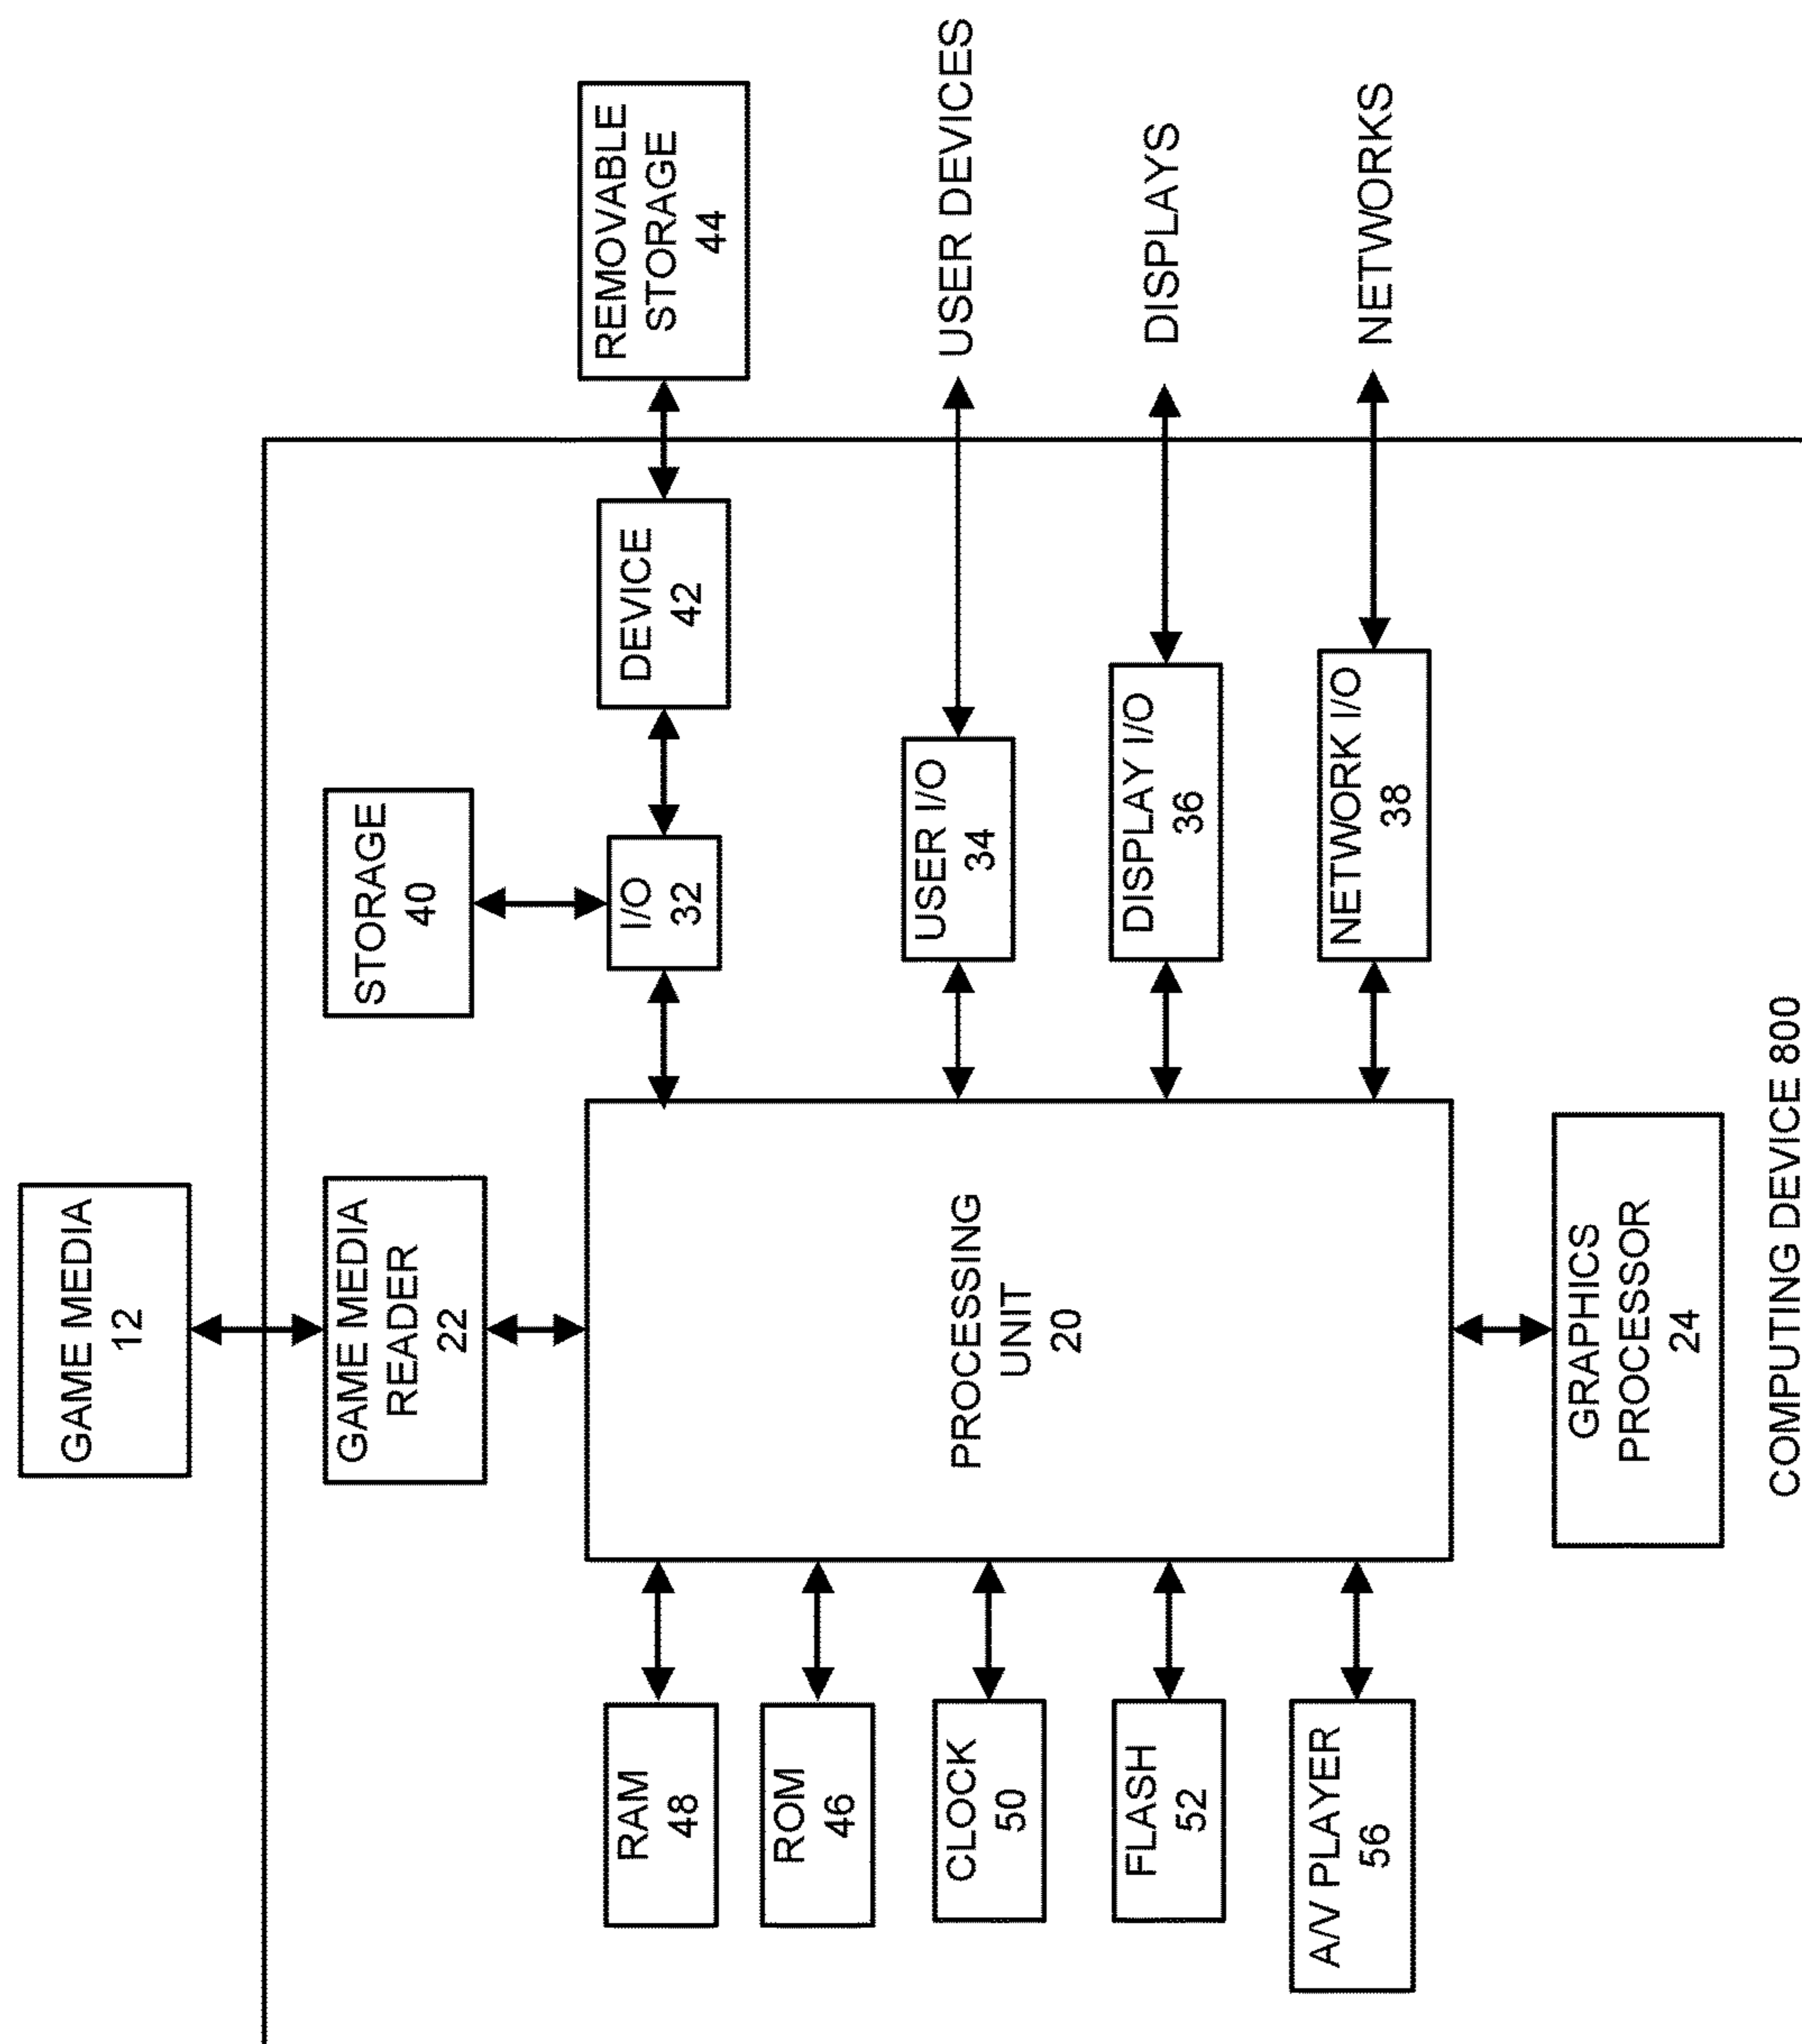 GAME MEDIA
12
GAME MEDIA
READER
22
STORAGE
40
RAM
48
ROM
46
CLOCK
50
FLASH
52
A/V PLAYER
56
PROCESSING
UNIT
20
I/O
32
DEVICE
42
REMOVABLE
STORAGE
44
USER I/O
34
USER DEVICES
DISPLAY I/O
36
DISPLAYS
NETWORK I/O
38
NETWORKS
GRAPHICS
PROCESSOR
24
COMPUTING DEVICE 800